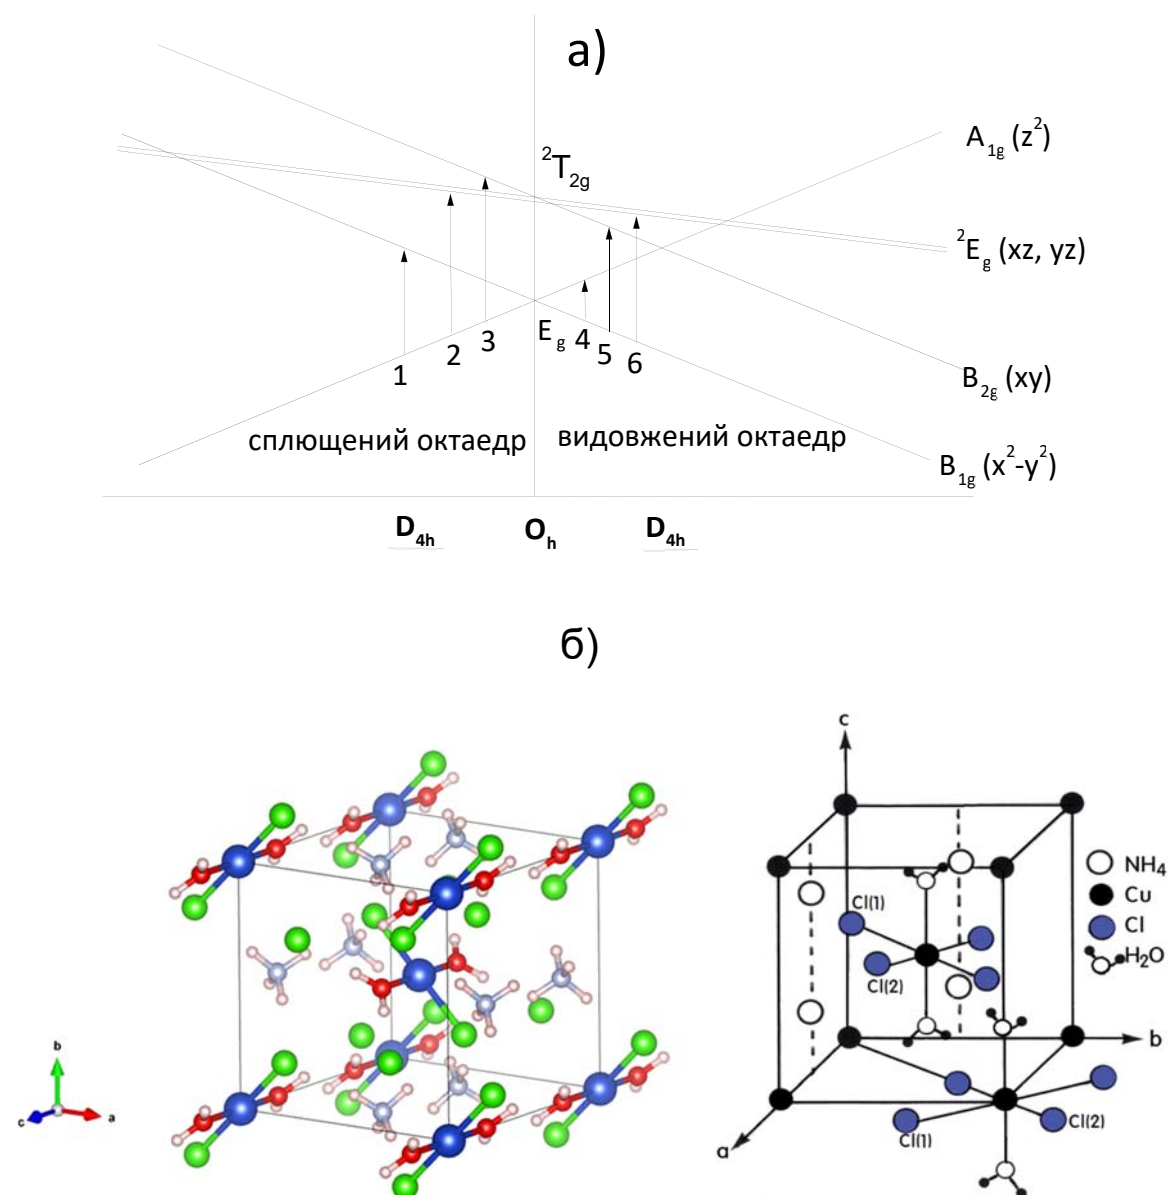 а)
A1g (z2)
2T2g
2Eg (xz, yz)
Eg
1
2
3
4
5
6
B2g (xy)
сплющений октаедр
видовжений октаедр
B1g (x2-y2)
D4h
Oh
D4h
б)
c
NH4
Cu
Cl
H2O
Cl(1)
Cl(2)
b
Cl(1)
Cl(2)
a
b
c
a